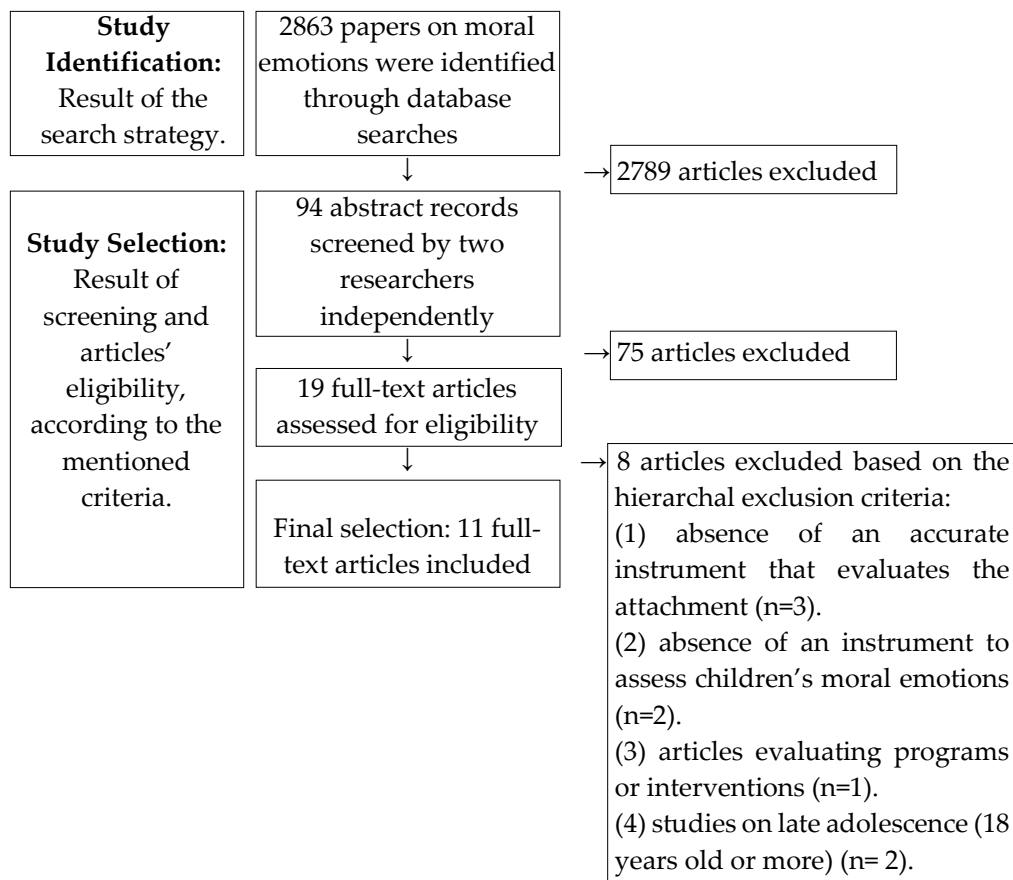 Study
Identification:
Result of the
search strategy.
2863 papers on moral
emotions were identified
through database
searches
↓
→ 2789 articles excluded
Study Selection:
Result of
screening and
articles’
eligibility,
according to the
mentioned
criteria.
94 abstract records
screened by two
researchers
independently
↓
→ 75 articles excluded
19 full-text articles
assessed for eligibility
↓
→ 8 articles excluded based on the
hierarchal exclusion criteria:
(1) absence of an accurate
instrument that evaluates the
attachment (n=3).
(2) absence of an instrument to
assess children’s moral emotions
(n=2).
(3) articles evaluating programs
or interventions (n=1).
(4) studies on late adolescence (18
years old or more) (n= 2).
Final selection: 11 full-
text articles included